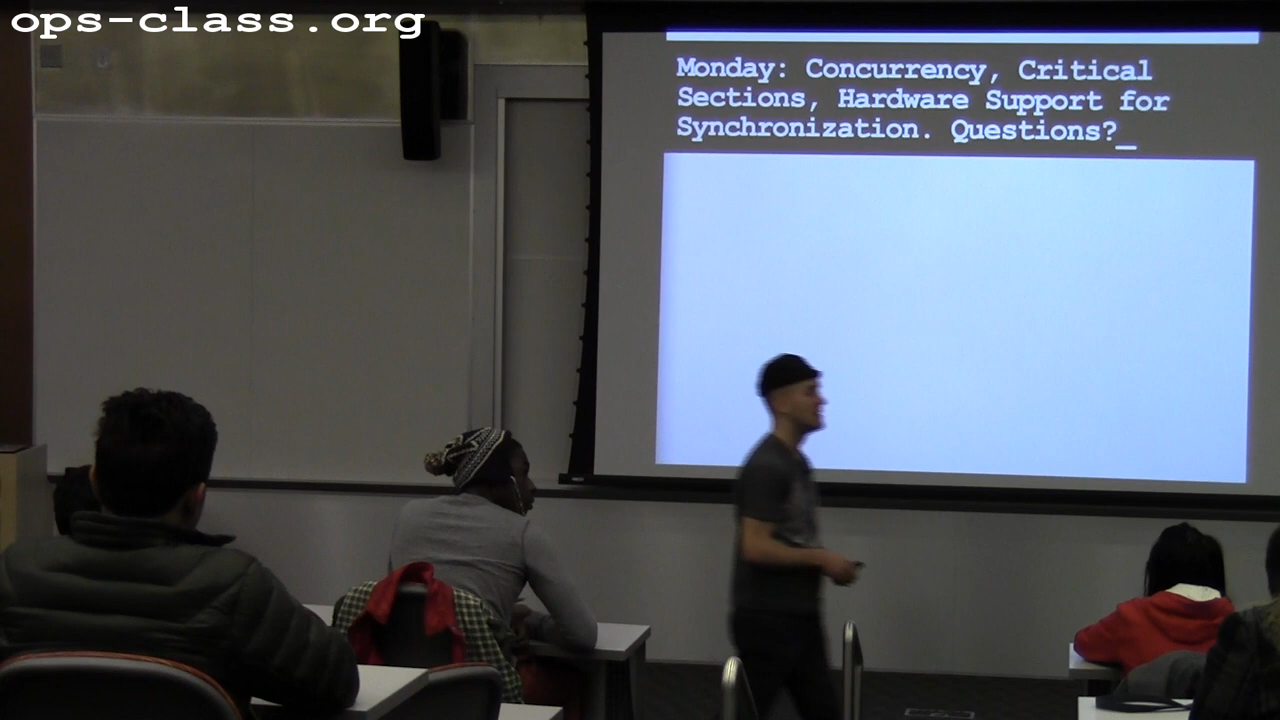 ops-class.org
Monday: Concurrency, Critical
Sections, Hardware Support for
Synchronization. Questions?_